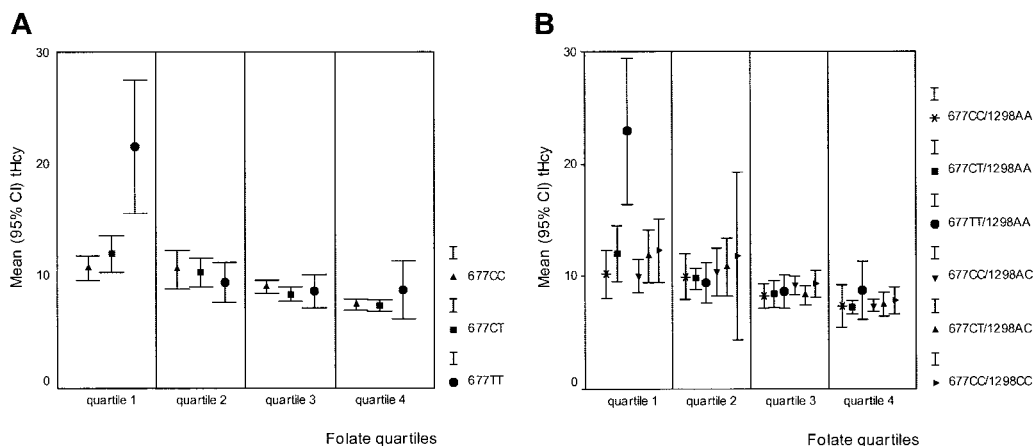 A
30
20
10
0
Mean (95% CI) tHcy
quartile 1
quartile 2
quartile 3
quartile 4
Folate quartiles
677CC
677CT
677TT
B
30
20
10
0
Mean (95% CI) tHcy
quartile 1
quartile 2
quartile 3
quartile 4
Folate quartiles
677CC/1298AA
677CT/1298AA
677TT/1298AA
677CC/1298AC
677CT/1298AC
677CC/1298CC